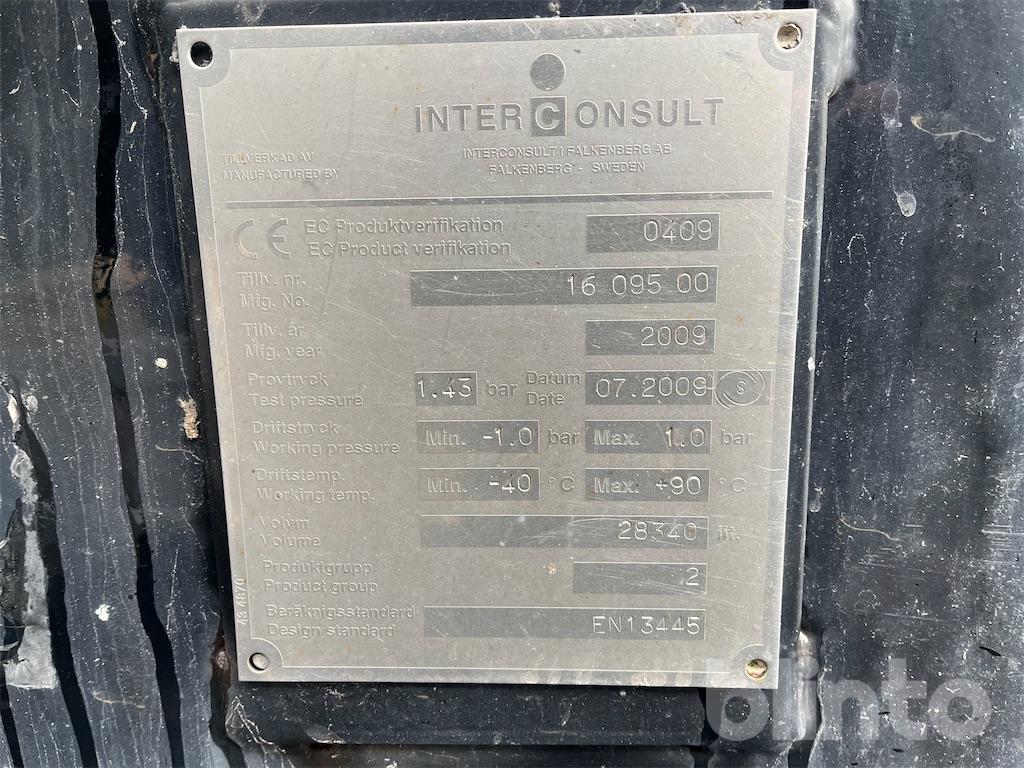 INTERCONSULT
INTERCONSULT I FALKENBERG AB
FALKENBERG - SWEDEN
TILLVERKAD AV
MANUFACTURED BY
CE EC Produktverifikation 0409
EC Product verifikation
Tillv. nr. 16 095 00
Mfg. No.
Tillv. år 2009
Mfg. year
Provtryck 1.43 bar Datum 07.2009 S
Test pressure Date
Driftstryck Min. -1.0 bar Max. 1.0 bar
Working pressure
Driftstemp. Min. -40 °C Max. +90 °C
Working temp.
Volym 28340 lit.
Volume
Produktgrupp 2
Product group
Beräknigsstandard EN13445
Design standard
434870
blinto